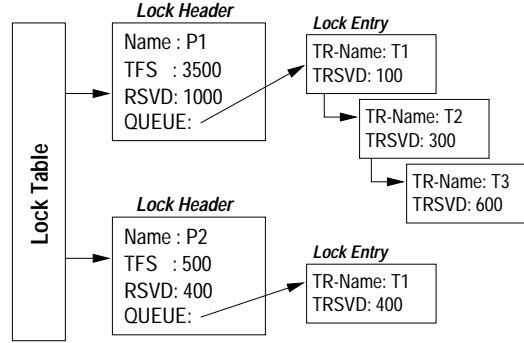 Lock Header
Name : P1
TFS : 3500
RSVD: 1000
QUEUE:
Lock Entry
TR-Name: T1
TRSVD: 100
TR-Name: T2
TRSVD: 300
TR-Name: T3
TRSVD: 600
Lock Table
Lock Header
Name : P2
TFS : 500
RSVD: 400
QUEUE:
Lock Entry
TR-Name: T1
TRSVD: 400